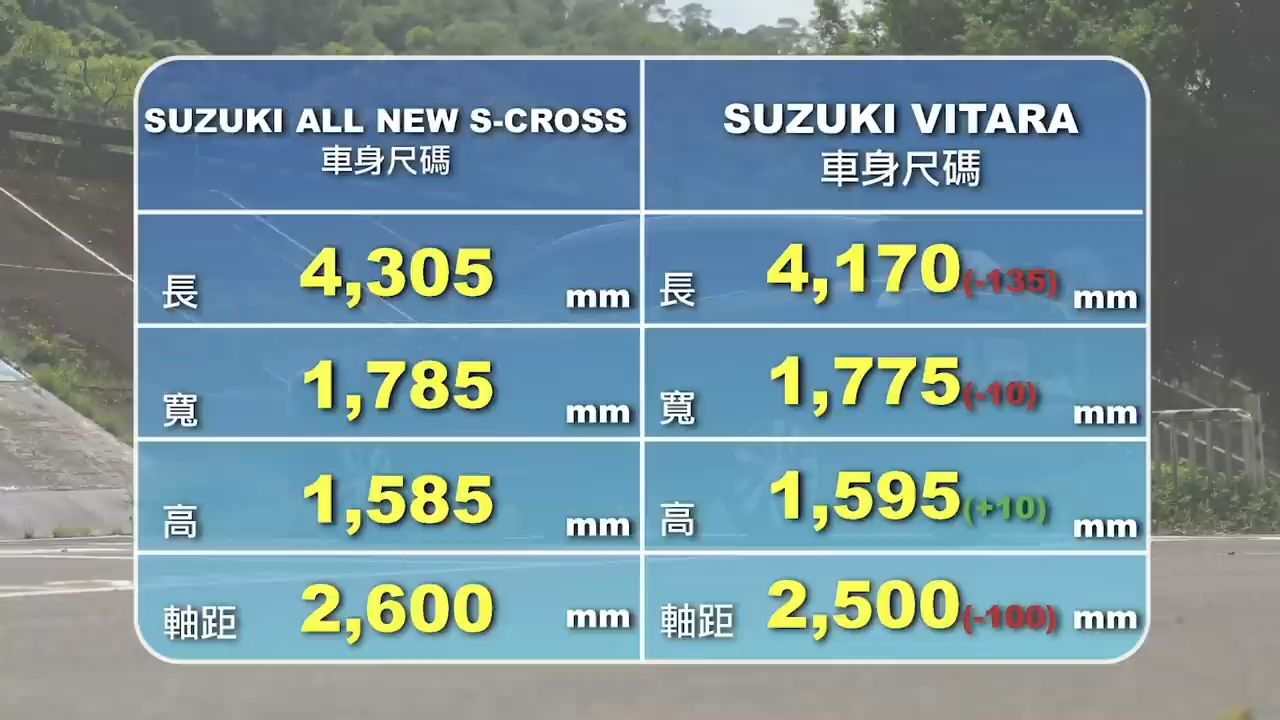 SUZUKI ALL NEW S-CROSS
車身尺碼
SUZUKI VITARA
車身尺碼
長 4,305 mm
長 4,170(-135) mm
寬 1,785 mm
寬 1,775(-10) mm
高 1,585 mm
高 1,595(+10) mm
軸距 2,600 mm
軸距 2,500(-100) mm